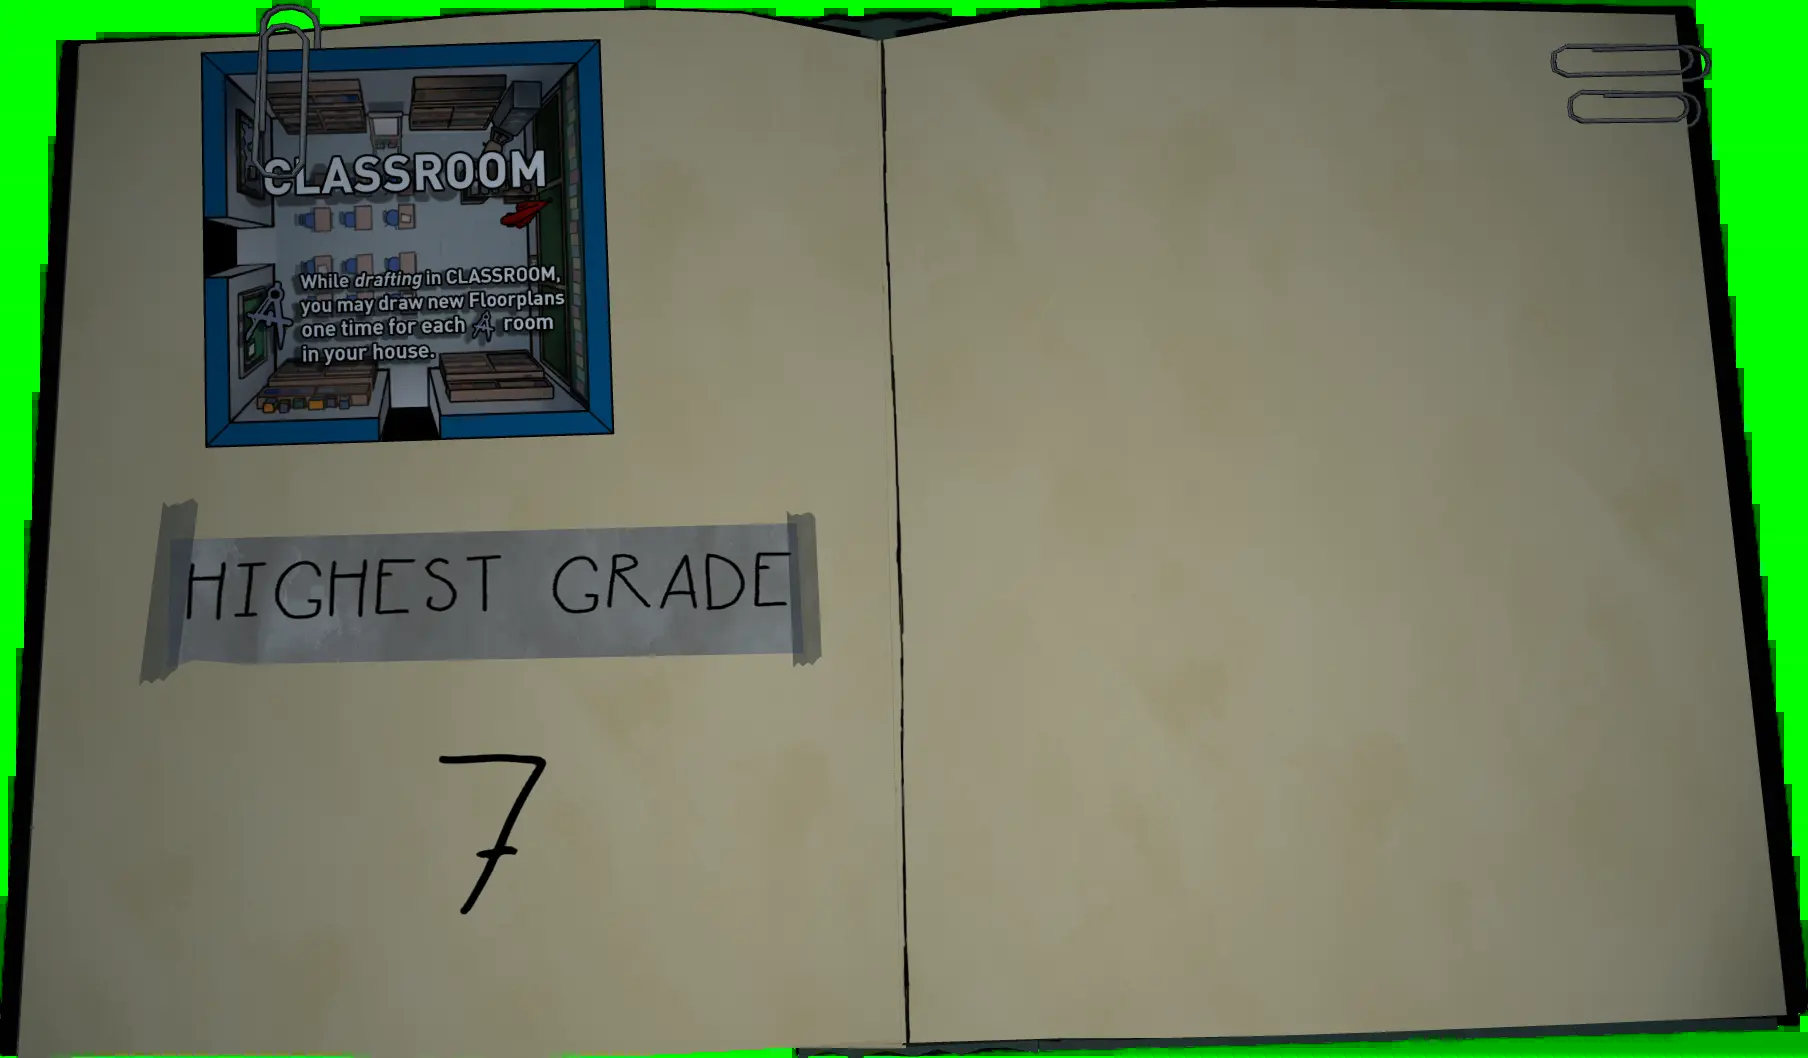 CLASSROOM
While drafting in CLASSROOM,
you may draw new Floorplans
one time for each room
in your house.
HIGHEST GRADE
7